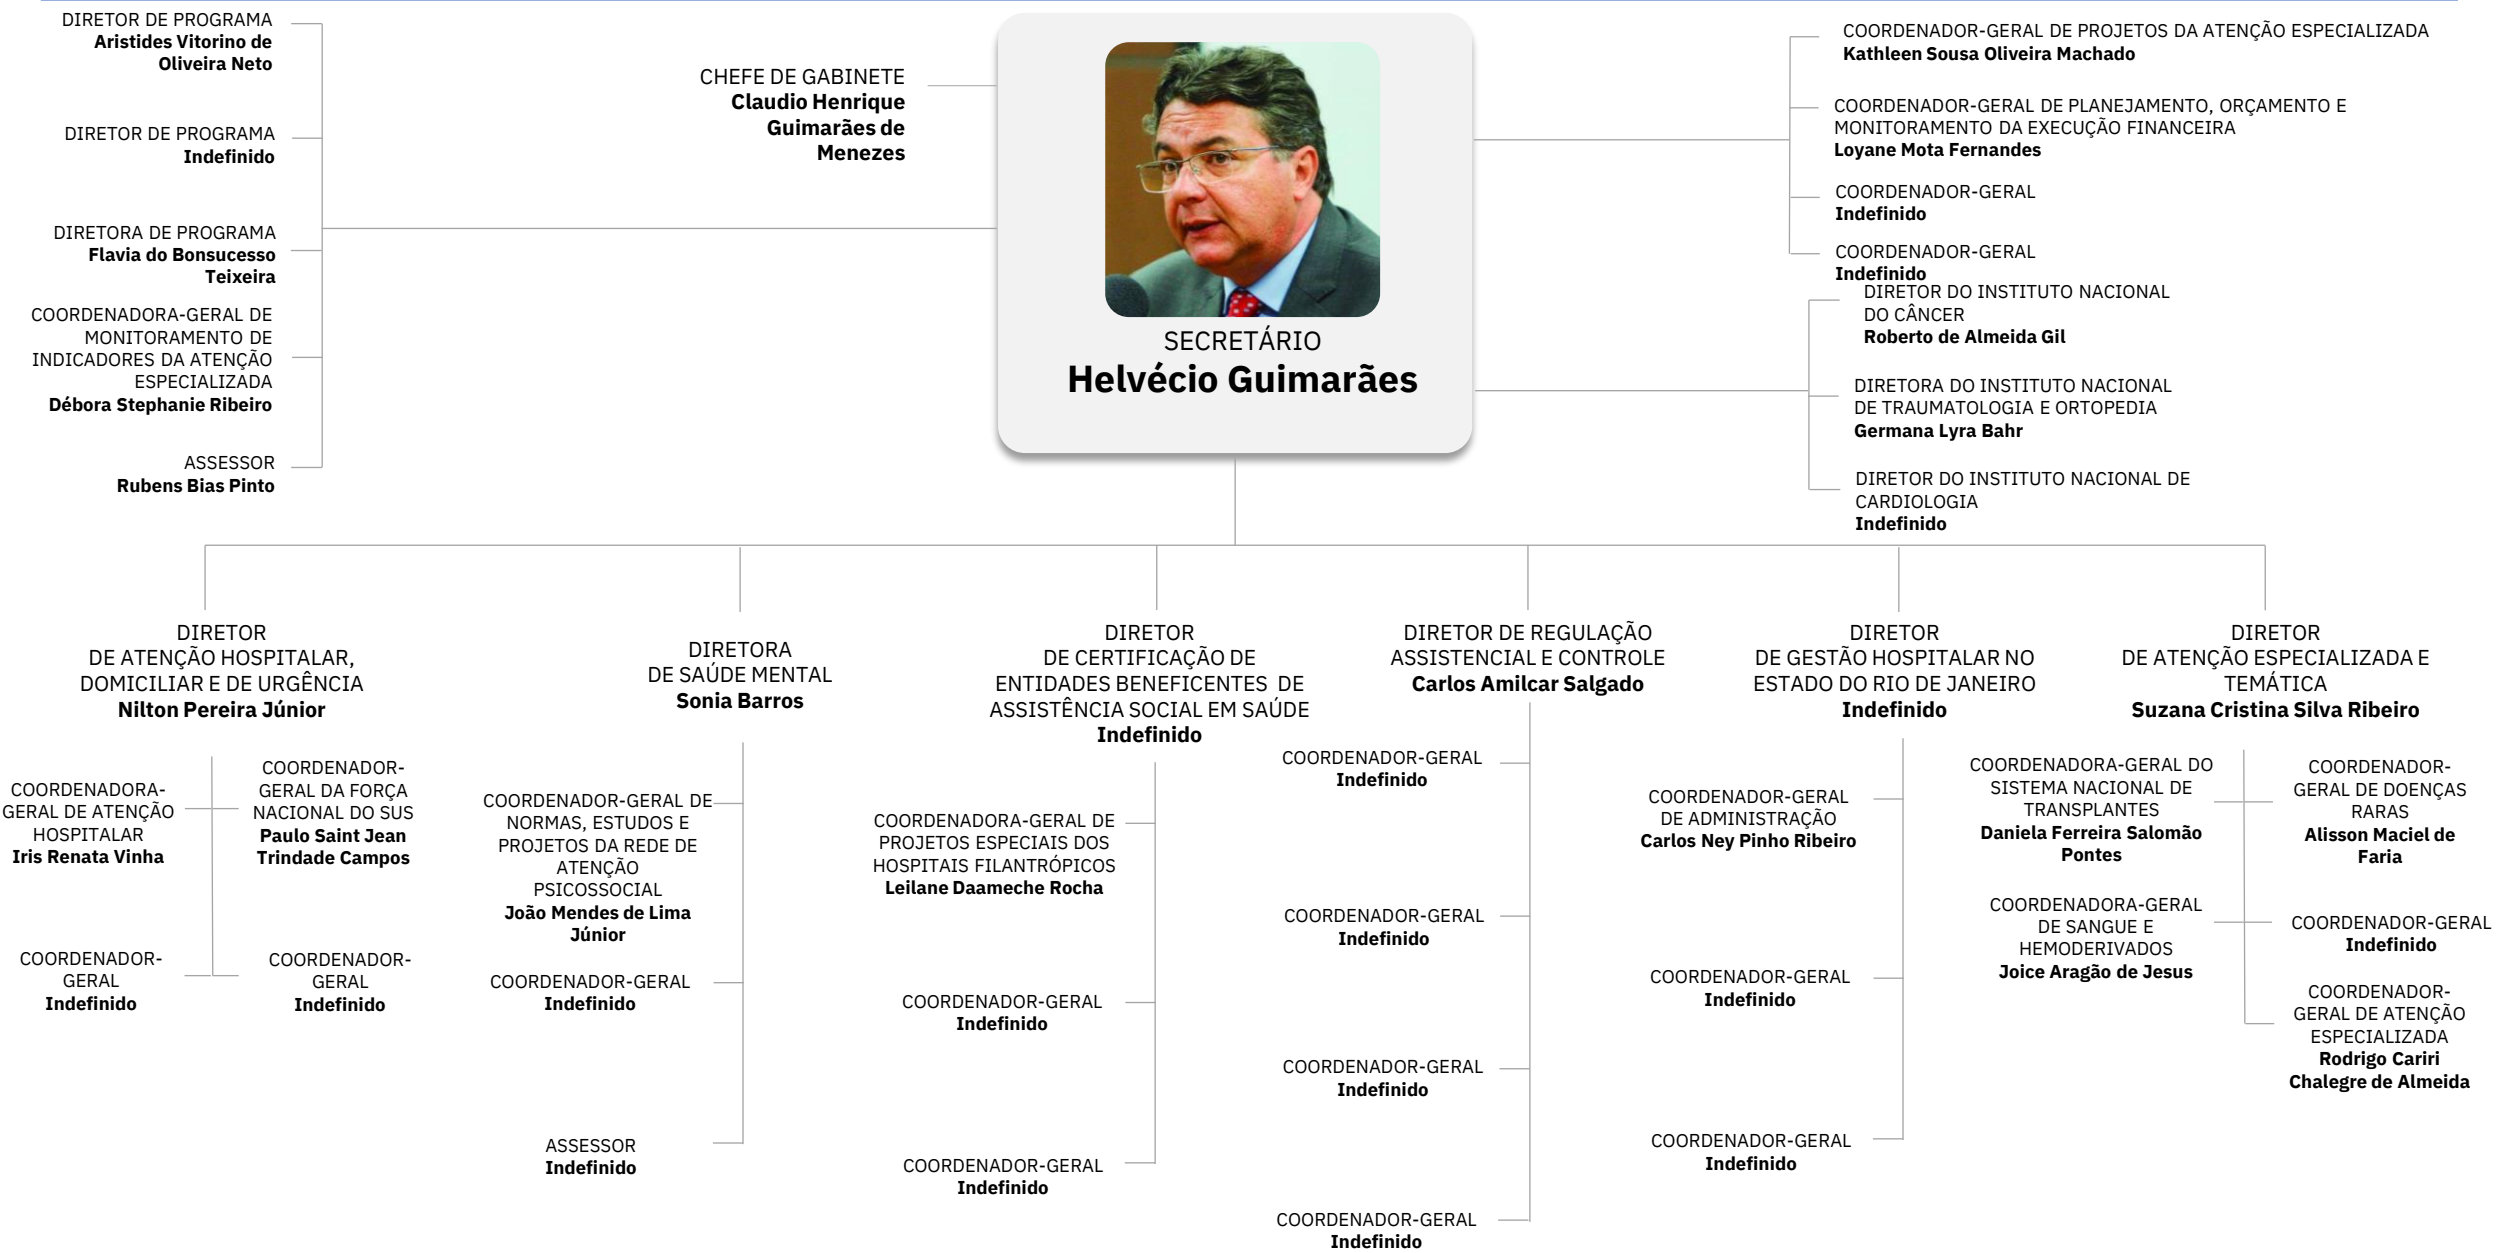 DIRETOR DE PROGRAMA
Aristides Vitorino de
Oliveira Neto
DIRETOR DE PROGRAMA
Indefinido
DIRETORA DE PROGRAMA
Flavia do Bonsucesso
Teixeira
COORDENADORA-GERAL DE
MONITORAMENTO DE
INDICADORES DA ATENÇÃO
ESPECIALIZADA
Débora Stephanie Ribeiro
ASSESSOR
Rubens Bias Pinto
CHEFE DE GABINETE
Claudio Henrique
Guimarães de
Menezes
SECRETÁRIO
Helvécio Guimarães
COORDENADOR-GERAL DE PROJETOS DA ATENÇÃO ESPECIALIZADA
Kathleen Sousa Oliveira Machado
COORDENADOR-GERAL DE PLANEJAMENTO, ORÇAMENTO E
MONITORAMENTO DA EXECUÇÃO FINANCEIRA
Loyane Mota Fernandes
COORDENADOR-GERAL
Indefinido
COORDENADOR-GERAL
Indefinido
DIRETOR DO INSTITUTO NACIONAL
DO CÂNCER
Roberto de Almeida Gil
DIRETORA DO INSTITUTO NACIONAL
DE TRAUMATOLOGIA E ORTOPEDIA
Germana Lyra Bahr
DIRETOR DO INSTITUTO NACIONAL DE
CARDIOLOGIA
Indefinido
DIRETOR
DE ATENÇÃO HOSPITALAR,
DOMICILIAR E DE URGÊNCIA
Nilton Pereira Júnior
COORDENADORA-
GERAL DE ATENÇÃO
HOSPITALAR
Iris Renata Vinha
COORDENADOR-
GERAL DA FORÇA
NACIONAL DO SUS
Paulo Saint Jean
Trindade Campos
COORDENADOR-
GERAL
Indefinido
COORDENADOR-
GERAL
Indefinido
DIRETORA
DE SAÚDE MENTAL
Sonia Barros
COORDENADOR-GERAL DE
NORMAS, ESTUDOS E
PROJETOS DA REDE DE
ATENÇÃO
PSICOSSOCIAL
João Mendes de Lima
Júnior
COORDENADOR-GERAL
Indefinido
ASSESSOR
Indefinido
DIRETOR
DE CERTIFICAÇÃO DE
ENTIDADES BENEFICENTES DE
ASSISTÊNCIA SOCIAL EM SAÚDE
Indefinido
COORDENADORA-GERAL DE
PROJETOS ESPECIAIS DOS
HOSPITAIS FILANTRÓPICOS
Leilane Daameche Rocha
COORDENADOR-GERAL
Indefinido
COORDENADOR-GERAL
Indefinido
DIRETOR DE REGULAÇÃO
ASSISTENCIAL E CONTROLE
Carlos Amilcar Salgado
COORDENADOR-GERAL
Indefinido
COORDENADOR-GERAL
Indefinido
COORDENADOR-GERAL
Indefinido
COORDENADOR-GERAL
Indefinido
DIRETOR
DE GESTÃO HOSPITALAR NO
ESTADO DO RIO DE JANEIRO
Indefinido
COORDENADOR-GERAL
DE ADMINISTRAÇÃO
Carlos Ney Pinho Ribeiro
COORDENADOR-GERAL
Indefinido
COORDENADOR-GERAL
Indefinido
DIRETOR
DE ATENÇÃO ESPECIALIZADA E
TEMÁTICA
Suzana Cristina Silva Ribeiro
COORDENADORA-GERAL DO
SISTEMA NACIONAL DE
TRANSPLANTES
Daniela Ferreira Salomão
Pontes
COORDENADOR-
GERAL DE DOENÇAS
RARAS
Alisson Maciel de
Faria
COORDENADORA-GERAL
DE SANGUE E
HEMODERIVADOS
Joice Aragão de Jesus
COORDENADOR-GERAL
Indefinido
COORDENADOR-
GERAL DE ATENÇÃO
ESPECIALIZADA
Rodrigo Cariri
Chalegre de Almeida